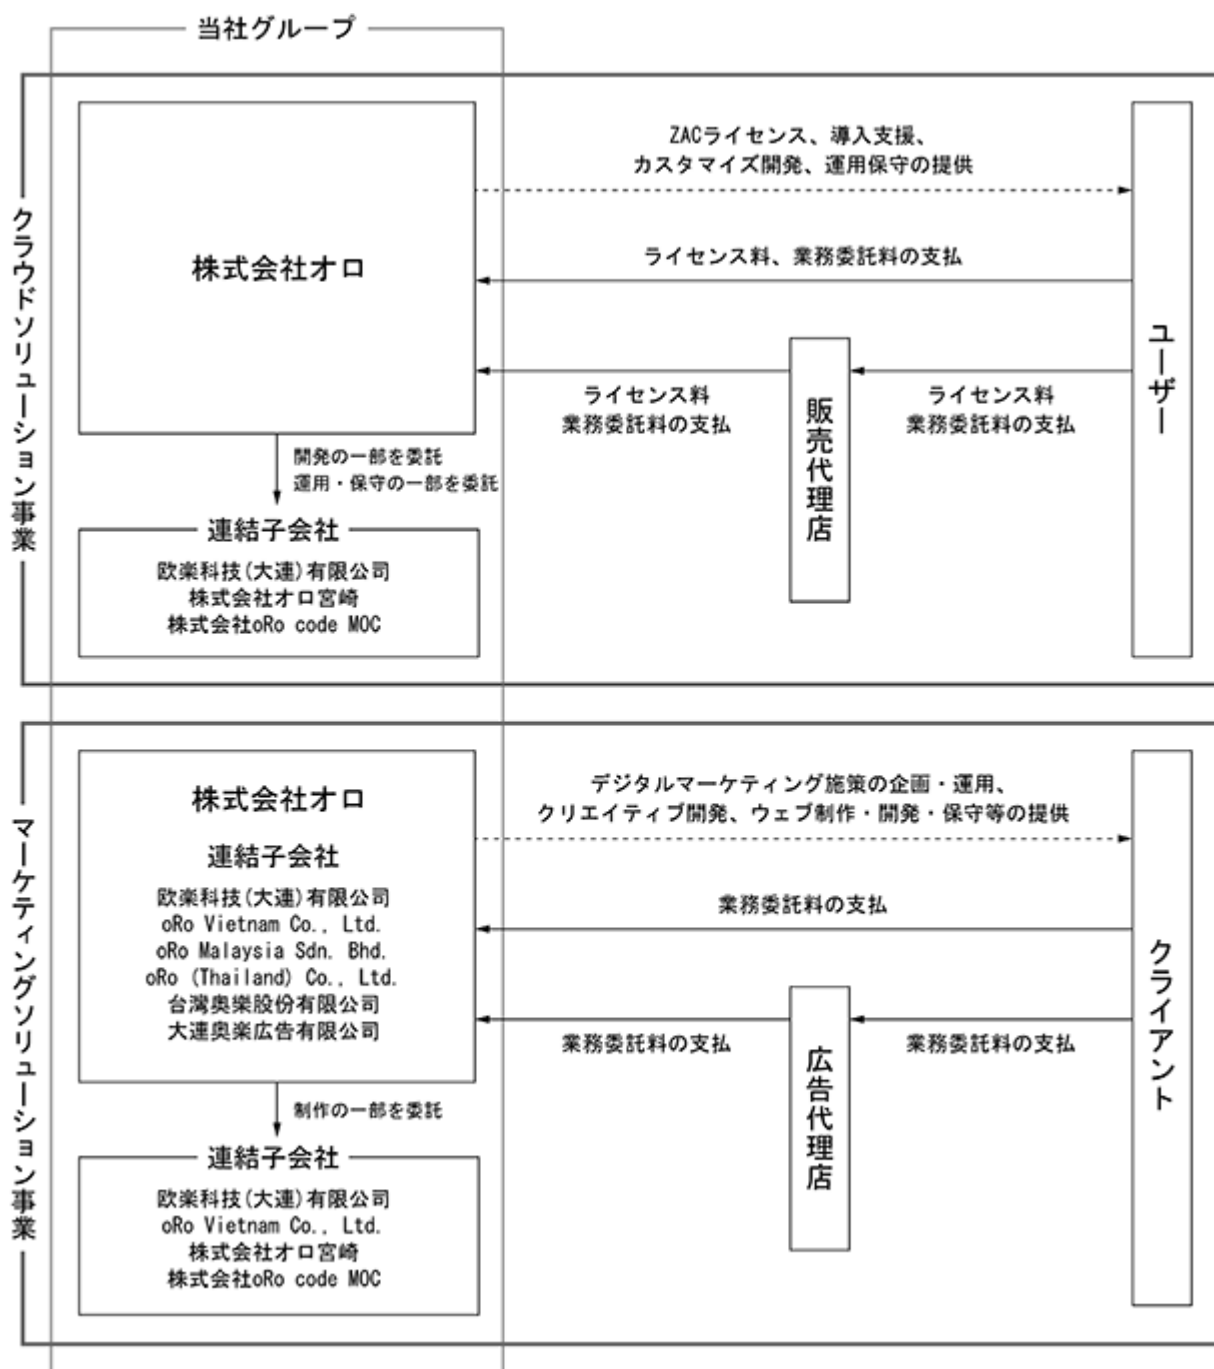 当社グループ
クラウドソリューション事業
株式会社オロ
ZACライセンス、導入支援、
カスタマイズ開発、運用保守の提供
ライセンス料、業務委託料の支払
ライセンス料
業務委託料の支払
販売代理店
ライセンス料
業務委託料の支払
ユーザー
開発の一部を委託
運用・保守の一部を委託
連結子会社
欧楽科技(大連)有限公司
株式会社オロ宮崎
株式会社oRo code MOC
マーケティングソリューション事業
株式会社オロ
連結子会社
欧楽科技(大連)有限公司
oRo Vietnam Co., Ltd.
oRo Malaysia Sdn. Bhd.
oRo (Thailand) Co., Ltd.
台灣奥樂股份有限公司
大連奥楽広告有限公司
デジタルマーケティング施策の企画・運用、
クリエイティブ開発、ウェブ制作・開発・保守等の提供
業務委託料の支払
業務委託料の支払
広告代理店
業務委託料の支払
クライアント
制作の一部を委託
連結子会社
欧楽科技(大連)有限公司
oRo Vietnam Co., Ltd.
株式会社オロ宮崎
株式会社oRo code MOC